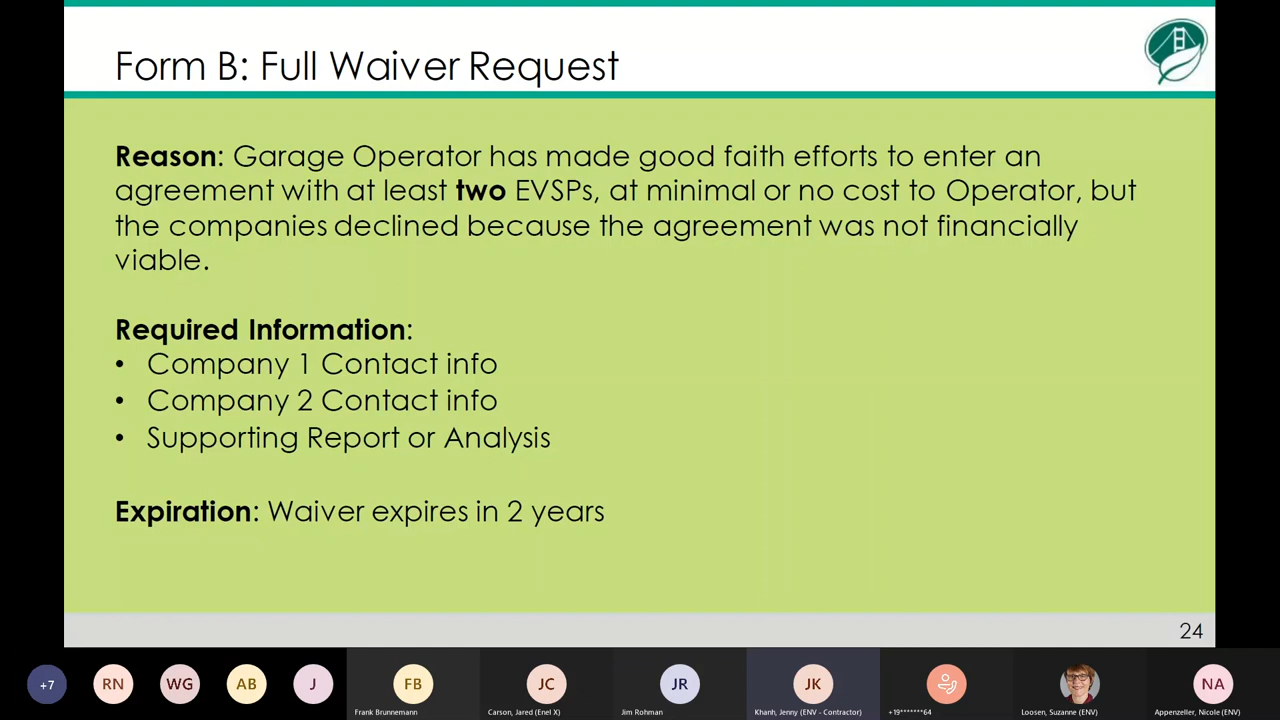 Form B: Full Waiver Request
Reason: Garage Operator has made good faith efforts to enter an
agreement with at least two EVSPs, at minimal or no cost to Operator, but
the companies declined because the agreement was not financially
viable.
Required Information:
• Company 1 Contact info
• Company 2 Contact info
• Supporting Report or Analysis
Expiration: Waiver expires in 2 years
24
+7
RN
WG
AB
J
FB
JC
JR
JK
NA
Frank Brunnemann
Carson, Jared (Enel X)
Jim Rohman
Khanh, Jenny (ENV - Contractor)
+19*******64
Loosen, Suzanne (ENV)
Appenzeller, Nicole (ENV)